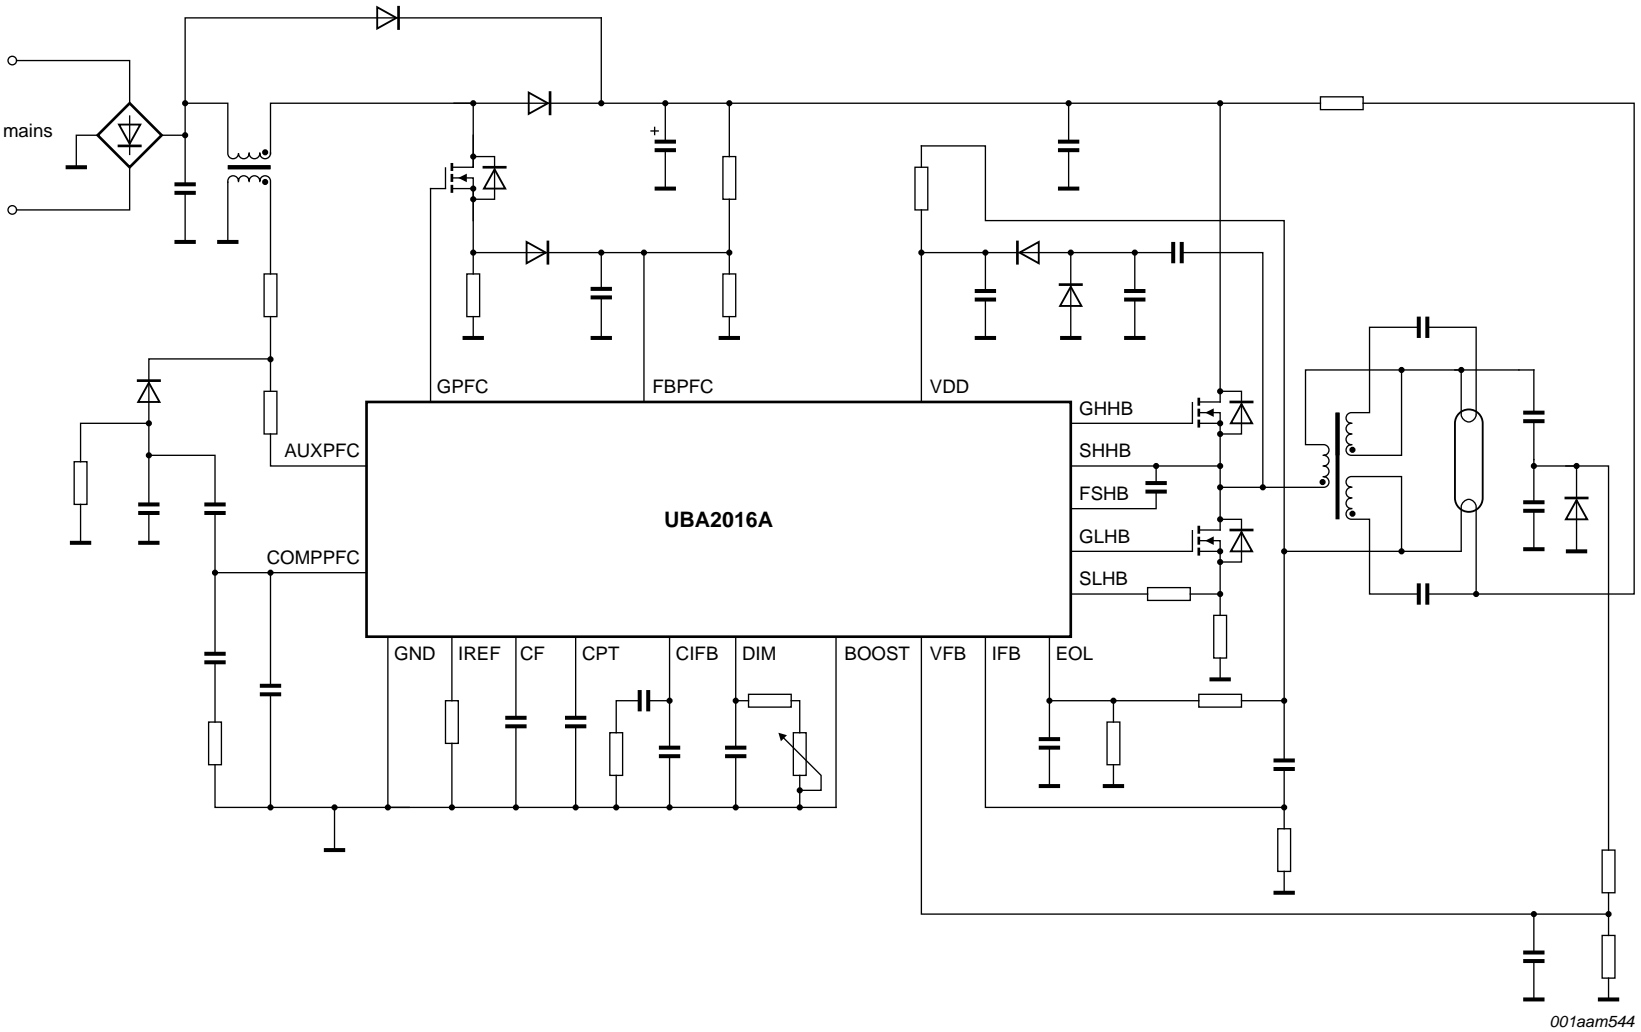 mains
+
GPFC
FBPFC
VDD
GHHB
AUXPFC
SHHB
FSHB
UBA2016A
GLHB
COMPPFC
SLHB
GND
IREF
CF
CPT
CIFB
DIM
BOOST
VFB
IFB
EOL
001aam544